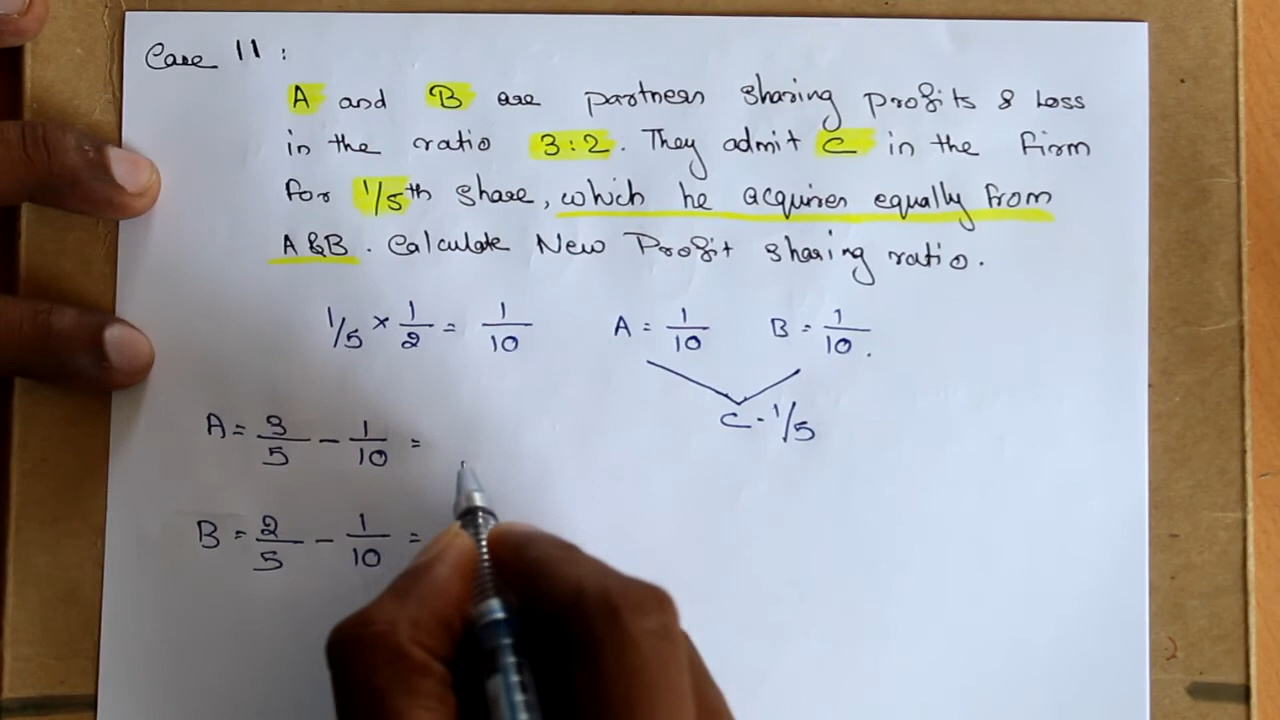 Case 11 :
A and B are partners sharing profits & Loss
in the ratio 3:2. They admit C in the firm
for 1/5th share, which he acquires equally from
A&B. Calculate New Profit sharing ratio.
1/5 × 1/2 = 1/10 A = 1/10 B = 1/10.
C - 1/5
A = 3/5 - 1/10 =
B = 2/5 - 1/10 =